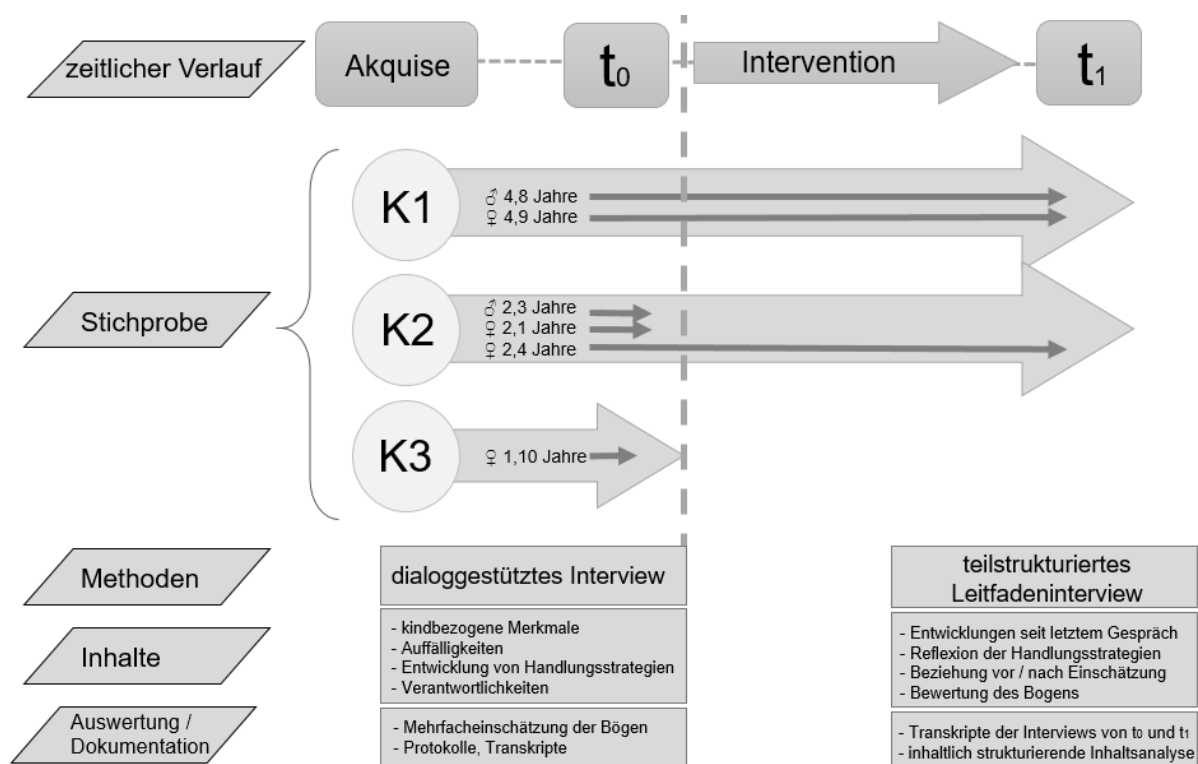 zeitlicher Verlauf
Akquise
t0
Intervention
t1
Stichprobe
K1
♂ 4,8 Jahre
♀ 4,9 Jahre
K2
♂ 2,3 Jahre
♀ 2,1 Jahre
♀ 2,4 Jahre
K3
♀ 1,10 Jahre
Methoden
dialoggestütztes Interview
teilstrukturiertes
Leitfadeninterview
Inhalte
- kindbezogene Merkmale
- Auffälligkeiten
- Entwicklung von Handlungsstrategien
- Verantwortlichkeiten
- Entwicklungen seit letztem Gespräch
- Reflexion der Handlungsstrategien
- Beziehung vor / nach Einschätzung
- Bewertung des Bogens
Auswertung /
Dokumentation
- Mehrfacheinschätzung der Bögen
- Protokolle, Transkripte
- Transkripte der Interviews von t0 und t1
- inhaltlich strukturierende Inhaltsanalyse